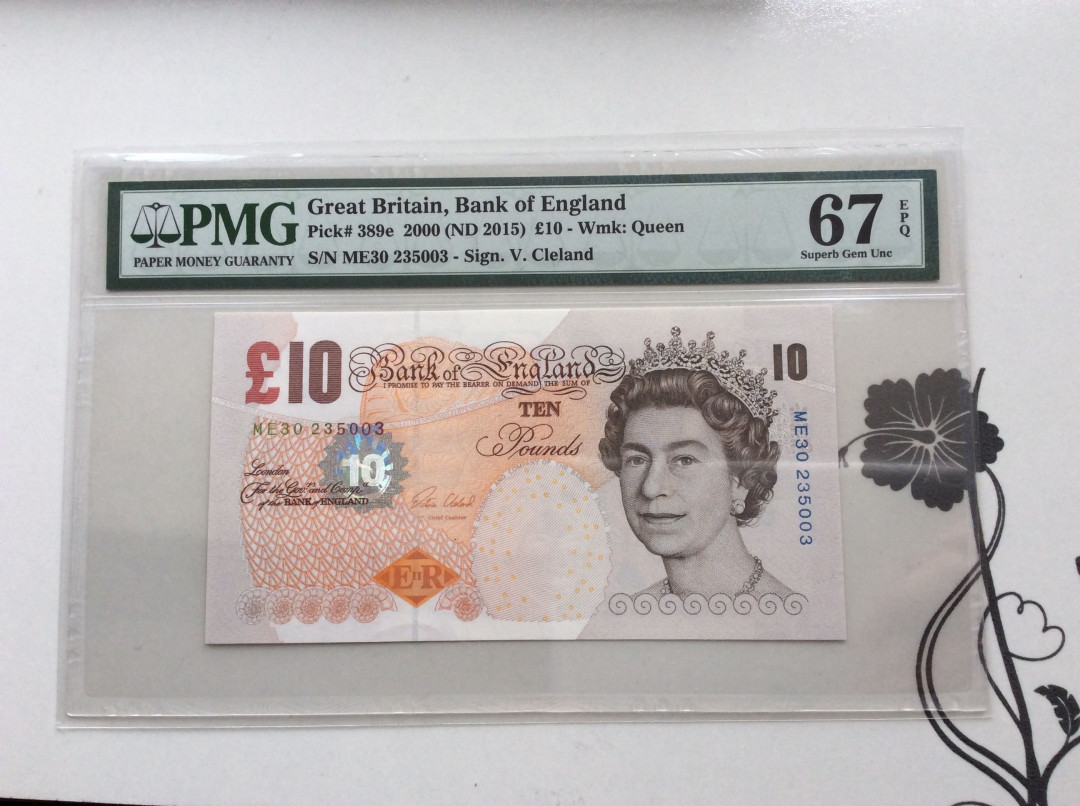 PMG
PAPER MONEY GUARANTY
Great Britain, Bank of England
Pick# 389e 2000 (ND 2015) £10 - Wmk: Queen
S/N ME30 235003 - Sign. V. Cleland
67
EPQ
Superb Gem Unc
£10
Bank of England
I PROMISE TO PAY THE BEARER ON DEMAND THE SUM OF
TEN
Pounds
10
ME30 235003
ME30 235003
10
London
For the Govr. and Compa.
of the BANK of ENGLAND
Chief Cashier
EIIR